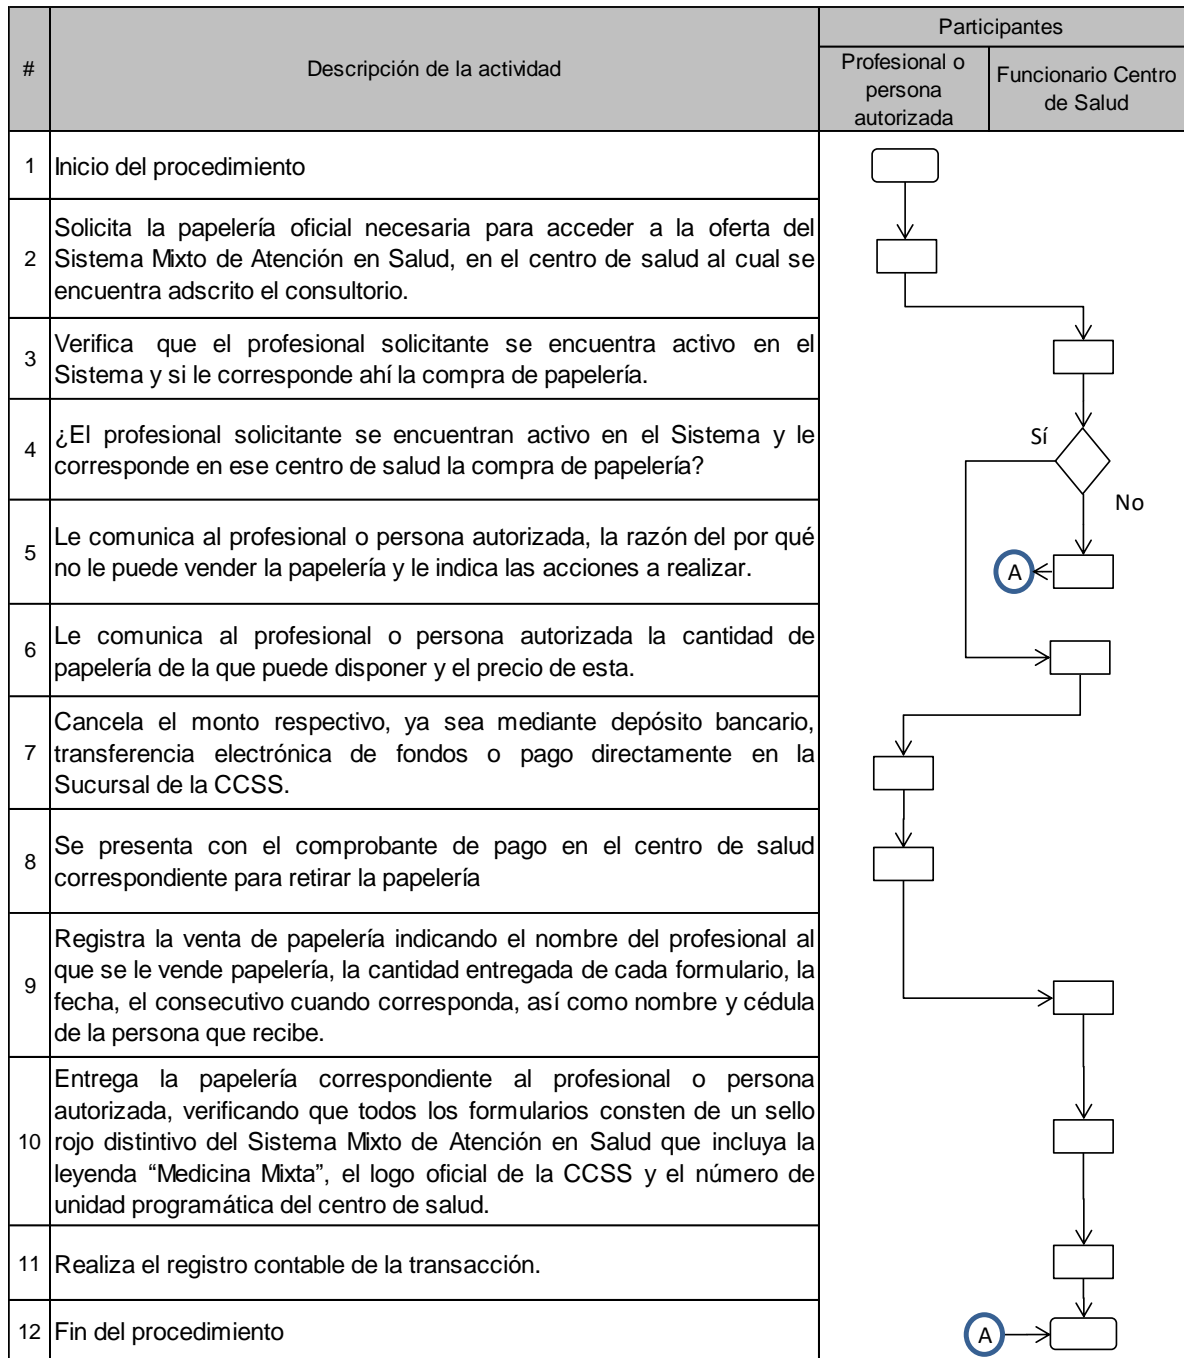 Participantes
#
Descripción de la actividad
Profesional o
persona
autorizada
Funcionario Centro
de Salud
1 Inicio del procedimiento
Solicita la papelería oficial necesaria para acceder a la oferta del
2 Sistema Mixto de Atención en Salud, en el centro de salud al cual se
encuentra adscrito el consultorio.
3 Verifica que el profesional solicitante se encuentra activo en el
Sistema y si le corresponde ahí la compra de papelería.
4 ¿El profesional solicitante se encuentran activo en el Sistema y le
corresponde en ese centro de salud la compra de papelería?
Sí
No
5 Le comunica al profesional o persona autorizada, la razón del por qué
no le puede vender la papelería y le indica las acciones a realizar.
A
6 Le comunica al profesional o persona autorizada la cantidad de
papelería de la que puede disponer y el precio de esta.
Cancela el monto respectivo, ya sea mediante depósito bancario,
7 transferencia electrónica de fondos o pago directamente en la
Sucursal de la CCSS.
8 Se presenta con el comprobante de pago en el centro de salud
correspondiente para retirar la papelería
Registra la venta de papelería indicando el nombre del profesional al
9 que se le vende papelería, la cantidad entregada de cada formulario, la
fecha, el consecutivo cuando corresponda, así como nombre y cédula
de la persona que recibe.
Entrega la papelería correspondiente al profesional o persona
autorizada, verificando que todos los formularios consten de un sello
10 rojo distintivo del Sistema Mixto de Atención en Salud que incluya la
leyenda “Medicina Mixta”, el logo oficial de la CCSS y el número de
unidad programática del centro de salud.
11 Realiza el registro contable de la transacción.
12 Fin del procedimiento
A